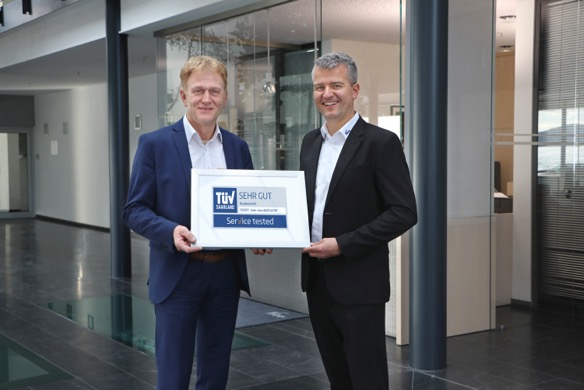 TÜV
SAARLAND
SEHR GUT
Service tested